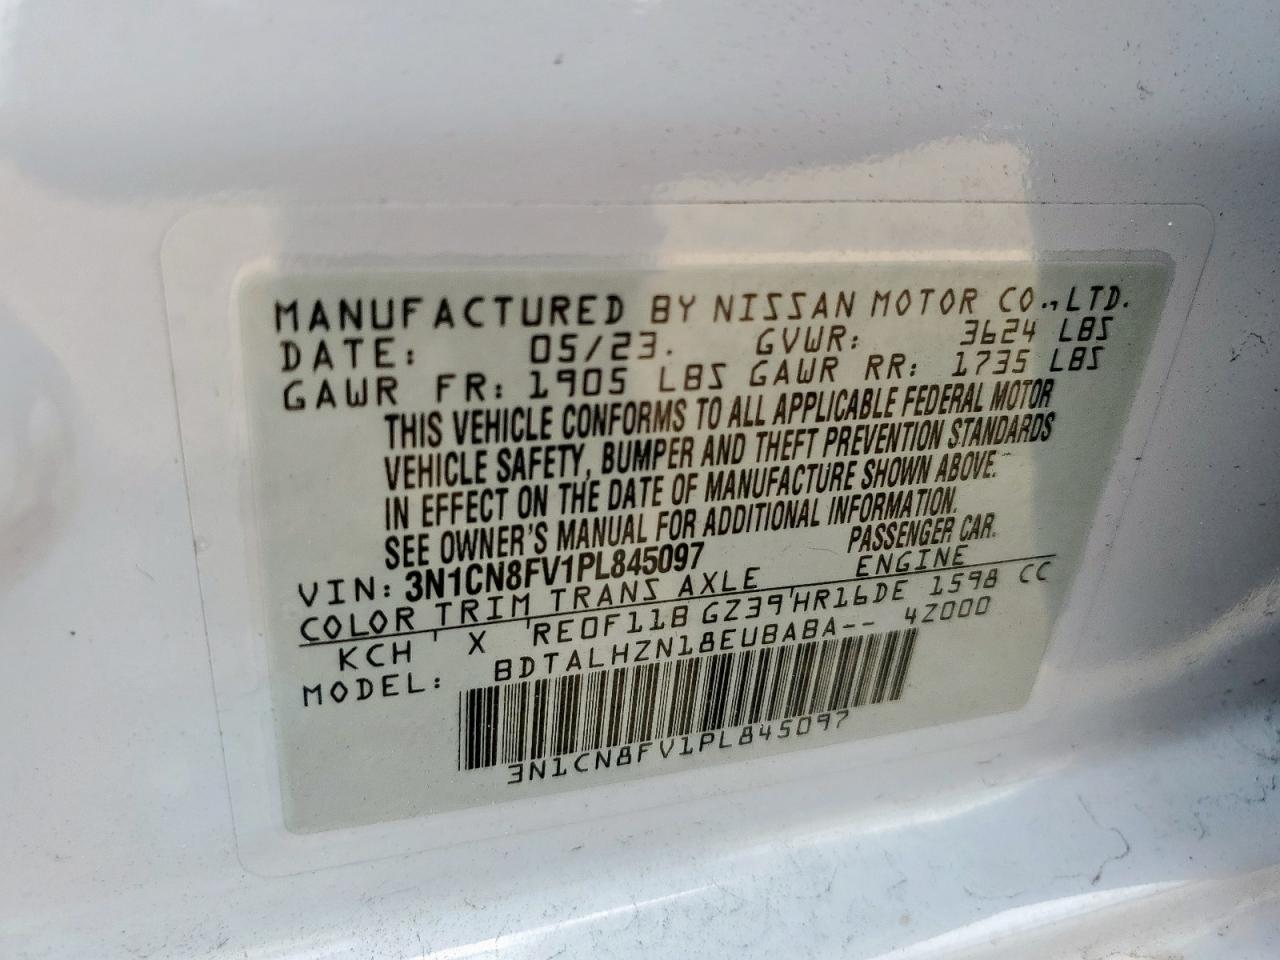 MANUFACTURED BY NISSAN MOTOR CO., LTD.
DATE: 05/23. GVWR: 3624 LBS
GAWR FR: 1905 LBS GAWR RR: 1735 LBS
THIS VEHICLE CONFORMS TO ALL APPLICABLE FEDERAL MOTOR
VEHICLE SAFETY, BUMPER AND THEFT PREVENTION STANDARDS
IN EFFECT ON THE DATE OF MANUFACTURE SHOWN ABOVE.
SEE OWNER'S MANUAL FOR ADDITIONAL INFORMATION.
VIN: 3N1CN8FV1PL845097 PASSENGER CAR.
COLOR TRIM TRANS AXLE ENGINE
KCH ' X ' RE0F11B GZ39 ' HR16DE 1598 CC
MODEL: BDTALHZN18EUBABA-- 4Z000
3N1CN8FV1PL845097